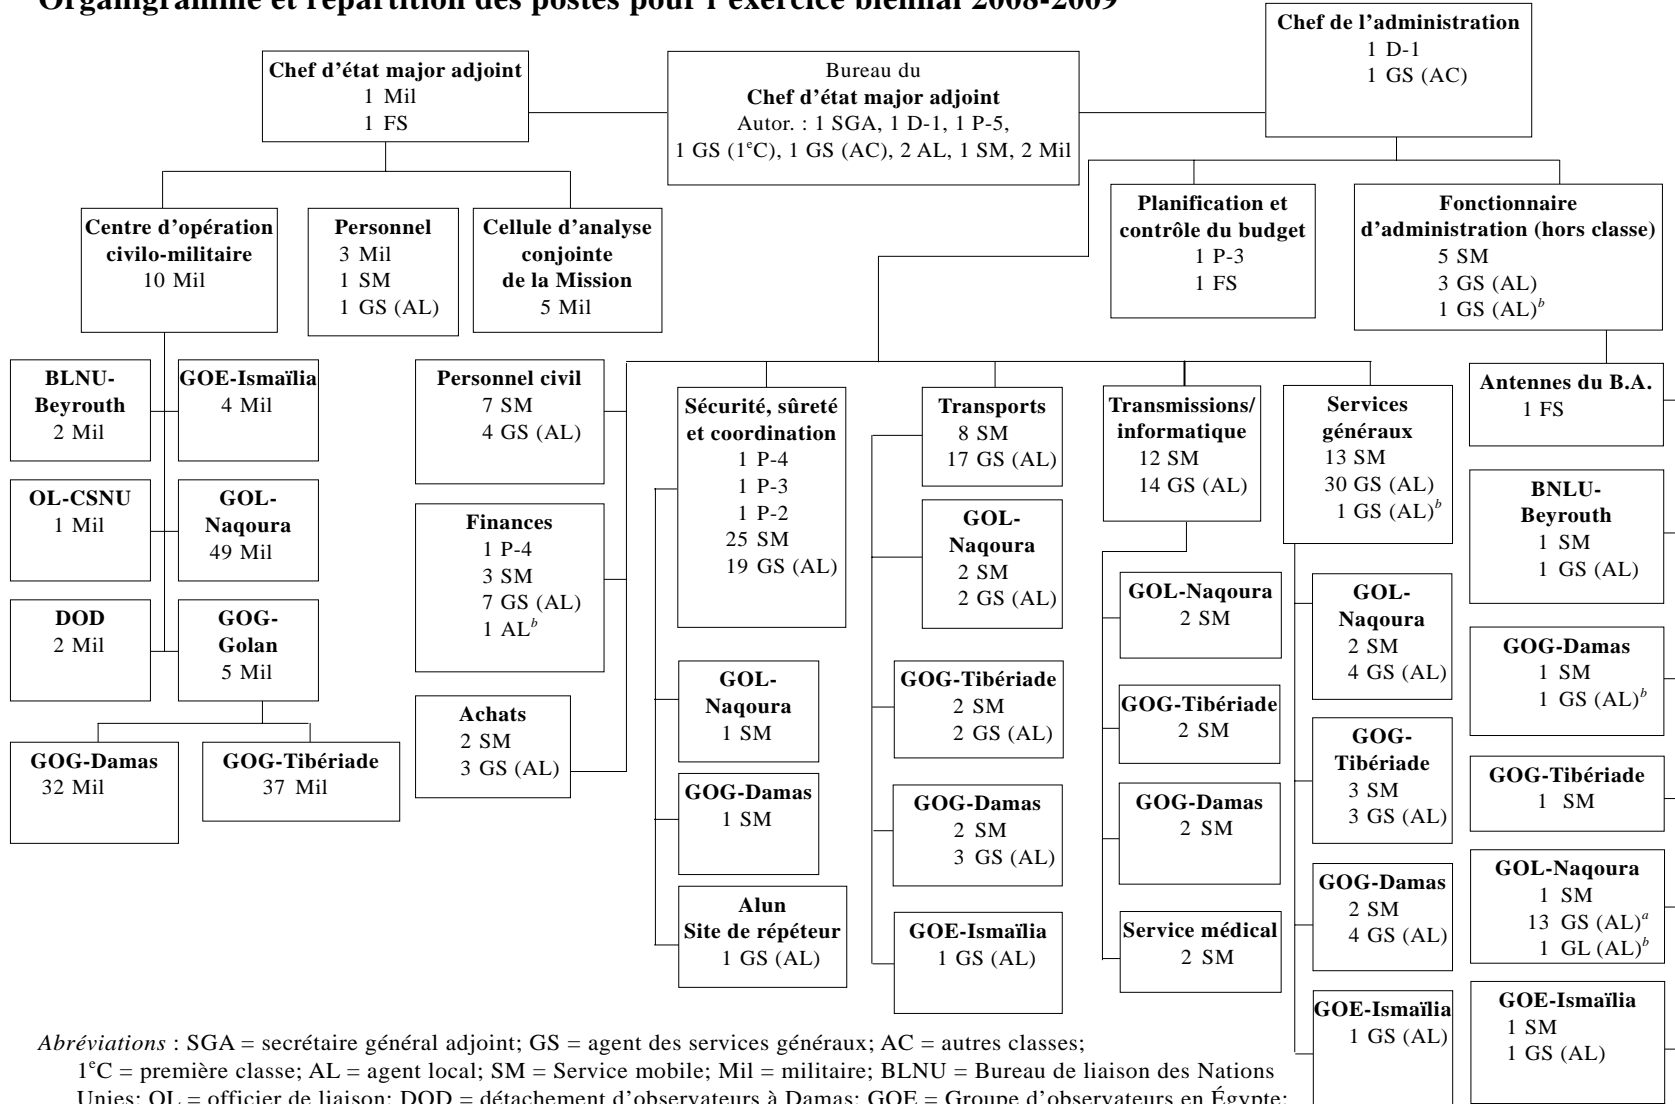 Organigramme et répartition des postes pour l'exercice biennal 2008-2009
Chef d'état major adjoint
1 Mil
1 FS
Bureau du
Chef d'état major adjoint
Autor. : 1 SGA, 1 D-1, 1 P-5,
1 GS (1eC), 1 GS (AC), 2 AL, 1 SM, 2 Mil
Chef de l'administration
1 D-1
1 GS (AC)
Centre d'opération
civilo-militaire
10 Mil
Personnel
3 Mil
1 SM
1 GS (AL)
Cellule d'analyse
conjointe
de la Mission
5 Mil
Planification et
contrôle du budget
1 P-3
1 FS
Fonctionnaire
d'administration (hors classe)
5 SM
3 GS (AL)
1 GS (AL)b
BLNU-
Beyrouth
2 Mil
GOE-Ismaïlia
4 Mil
OL-CSNU
1 Mil
GOL-
Naqoura
49 Mil
DOD
2 Mil
GOG-
Golan
5 Mil
GOG-Damas
32 Mil
GOG-Tibériade
37 Mil
Personnel civil
7 SM
4 GS (AL)
Finances
1 P-4
3 SM
7 GS (AL)
1 ALb
Achats
2 SM
3 GS (AL)
Sécurité, sûreté
et coordination
1 P-4
1 P-3
1 P-2
25 SM
19 GS (AL)
GOL-
Naqoura
1 SM
GOG-Damas
1 SM
Alun
Site de répéteur
1 GS (AL)
Transports
8 SM
17 GS (AL)
GOL-
Naqoura
2 SM
2 GS (AL)
GOG-Tibériade
2 SM
2 GS (AL)
GOG-Damas
2 SM
3 GS (AL)
GOE-Ismaïlia
1 GS (AL)
Transmissions/
informatique
12 SM
14 GS (AL)
GOL-Naqoura
2 SM
GOG-Tibériade
2 SM
GOG-Damas
2 SM
Service médical
2 SM
Services
généraux
13 SM
30 GS (AL)
1 GS (AL)b
GOL-
Naqoura
2 SM
4 GS (AL)
GOG-
Tibériade
3 SM
3 GS (AL)
GOG-Damas
2 SM
4 GS (AL)
GOE-Ismaïlia
1 GS (AL)
Antennes du B.A.
1 FS
BNLU-
Beyrouth
1 SM
1 GS (AL)
GOG-Damas
1 SM
1 GS (AL)b
GOG-Tibériade
1 SM
GOL-Naqoura
1 SM
13 GS (AL)a
1 GL (AL)b
GOE-Ismaïlia
1 SM
1 GS (AL)
Abréviations : SGA = secrétaire général adjoint; GS = agent des services généraux; AC = autres classes;
1eC = première classe; AL = agent local; SM = Service mobile; Mil = militaire; BLNU = Bureau de liaison des Nations
Unies; OL = officier de liaison; DOD = détachement d'observateurs à Damas; GOE = Groupe d'observateurs en Égypte;